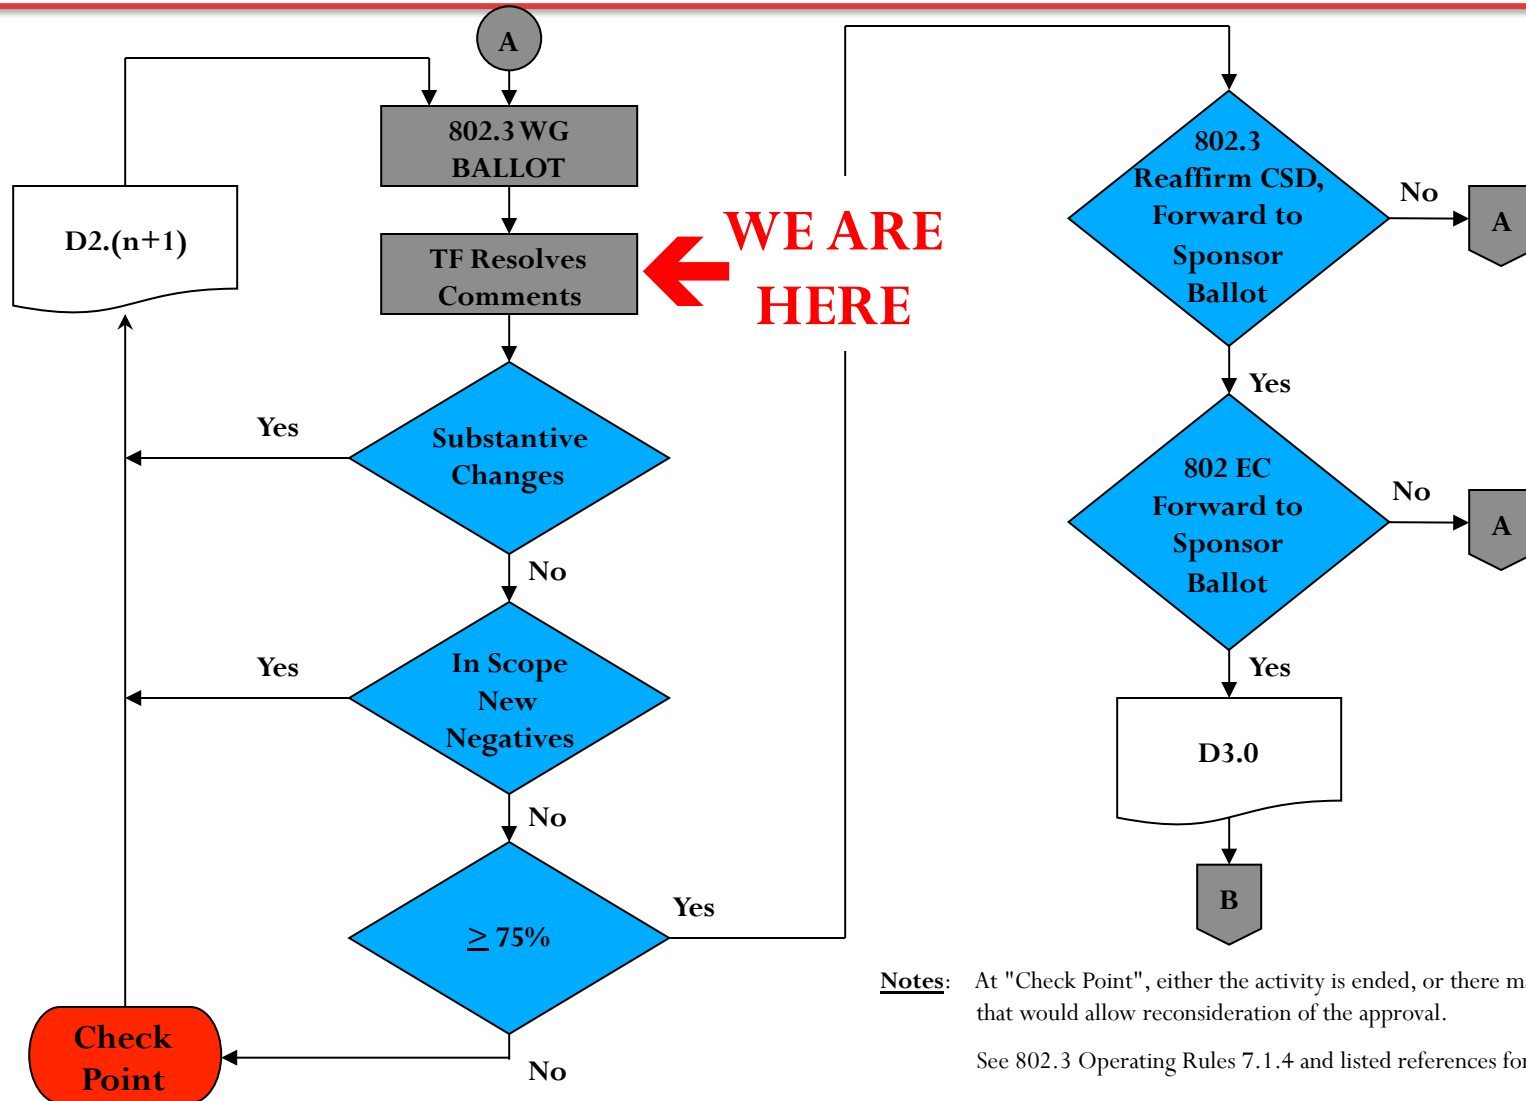 A
802.3 WG
BALLOT
D2.(n+1)
TF Resolves
Comments
WE ARE
HERE
Yes
Substantive
Changes
No
Yes
In Scope
New
Negatives
No
≥ 75%
Yes
No
Check
Point
802.3
Reaffirm CSD,
Forward to
Sponsor
Ballot
No
A
Yes
802 EC
Forward to
Sponsor
Ballot
No
A
Yes
D3.0
B
Notes: At "Check Point", either the activity is ended, or there
that would allow reconsideration of the approval.
See 802.3 Operating Rules 7.1.4 and listed references for